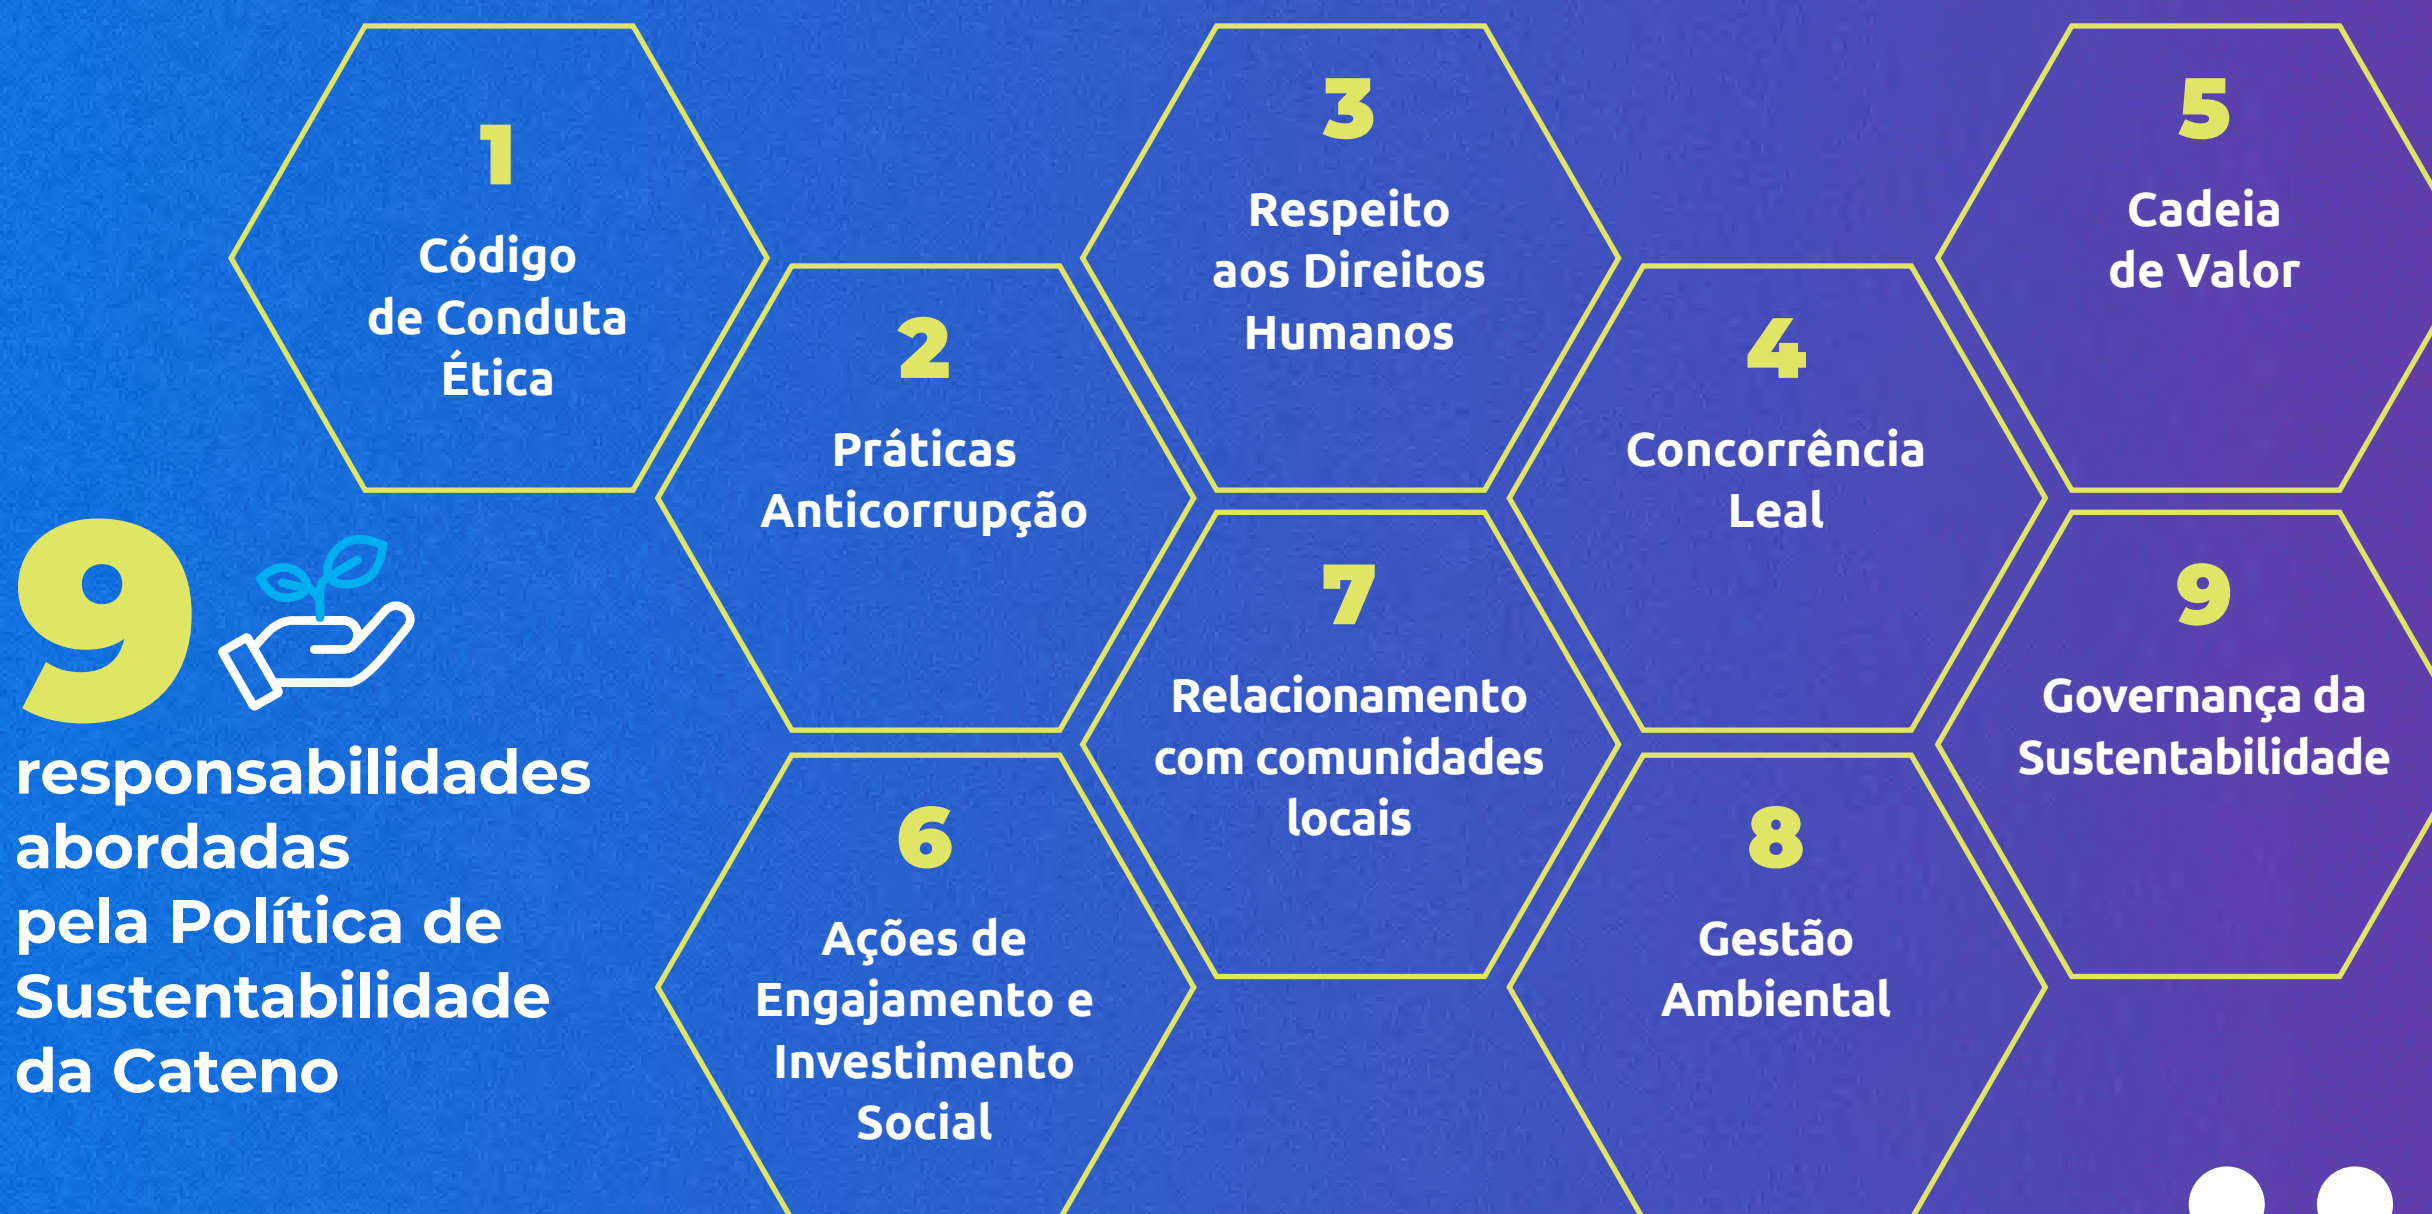 9
responsabilidades
abordadas
pela Política de
Sustentabilidade
da Cateno
1
Código
de Conduta
Ética
2
Práticas
Anticorrupção
3
Respeito
aos Direitos
Humanos
4
Concorrência
Leal
5
Cadeia
de Valor
6
Ações de
Engajamento e
Investimento
Social
7
Relacionamento
com comunidades
locais
8
Gestão
Ambiental
9
Governança da
Sustentabilidade